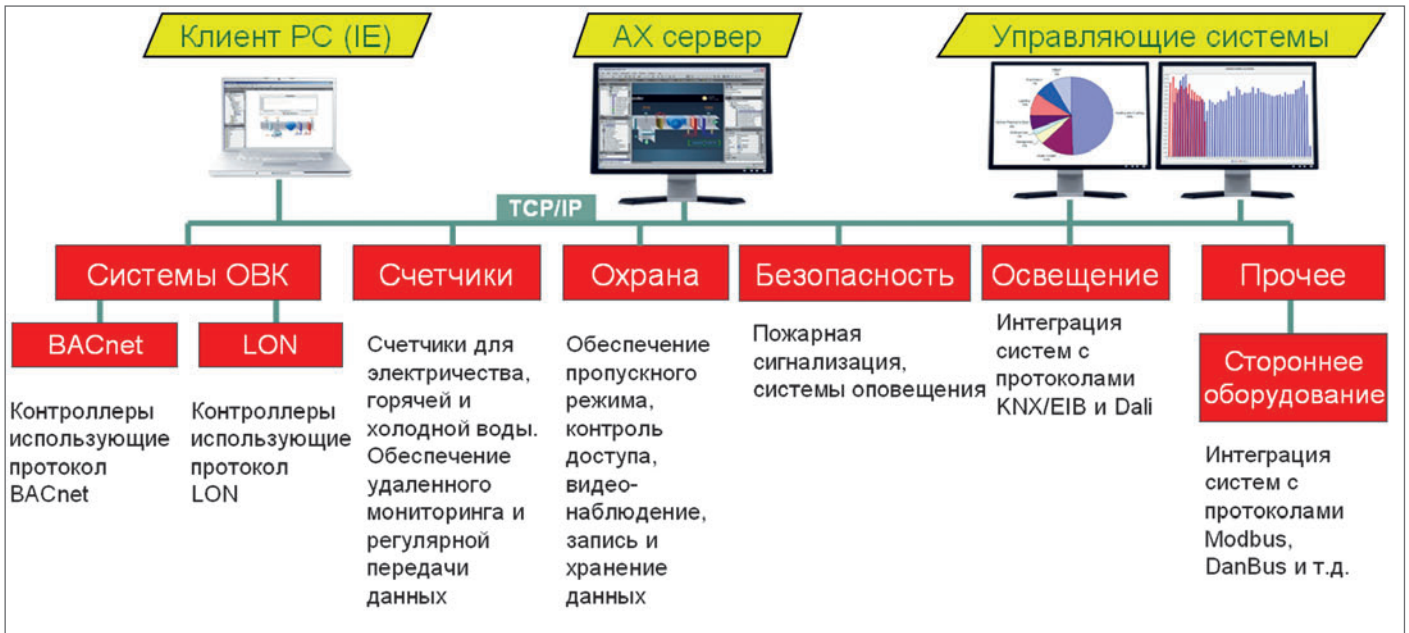 Клиент PC (IE)
AX сервер
Управляющие системы
TCP/IP
Системы ОВК
Счетчики
Охрана
Безопасность
Освещение
Прочее
BACnet
LON
Стороннее
оборудование
Контроллеры
использующие
протокол
BACnet
Контроллеры
использующие
протокол
LON
Счетчики для
электричества,
горячей и
холодной воды.
Обеспечение
удаленного
мониторинга и
регулярной
передачи
данных
Обеспечение
пропускного
режима,
контроль
доступа,
видео-
наблюдение,
запись и
хранение
данных
Пожарная
сигнализация,
системы оповещения
Интеграция
систем с
протоколами
KNX/EIB и Dali
Интеграция
систем с
протоколами
Modbus,
DanBus и т.д.